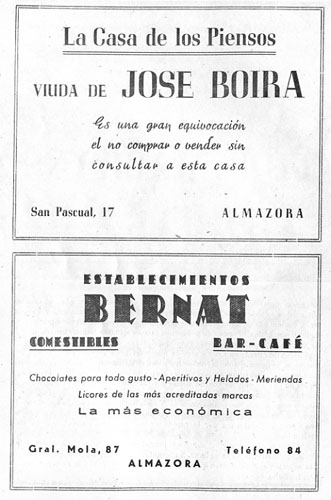 La Casa de los Piensos
VIUDA DE JOSE BOIRA
Es una gran equivocación
el no comprar o vender sin
consultar a esta casa
San Pascual, 17 ALMAZORA
ESTABLECIMIENTOS
BERNAT
COMESTIBLES BAR-CAFÉ
Chocolates para todo gusto - Aperitivos y Helados - Meriendas
Licores de las más acreditadas marcas
La más económica
Gral. Mola, 87 Teléfono 84
ALMAZORA